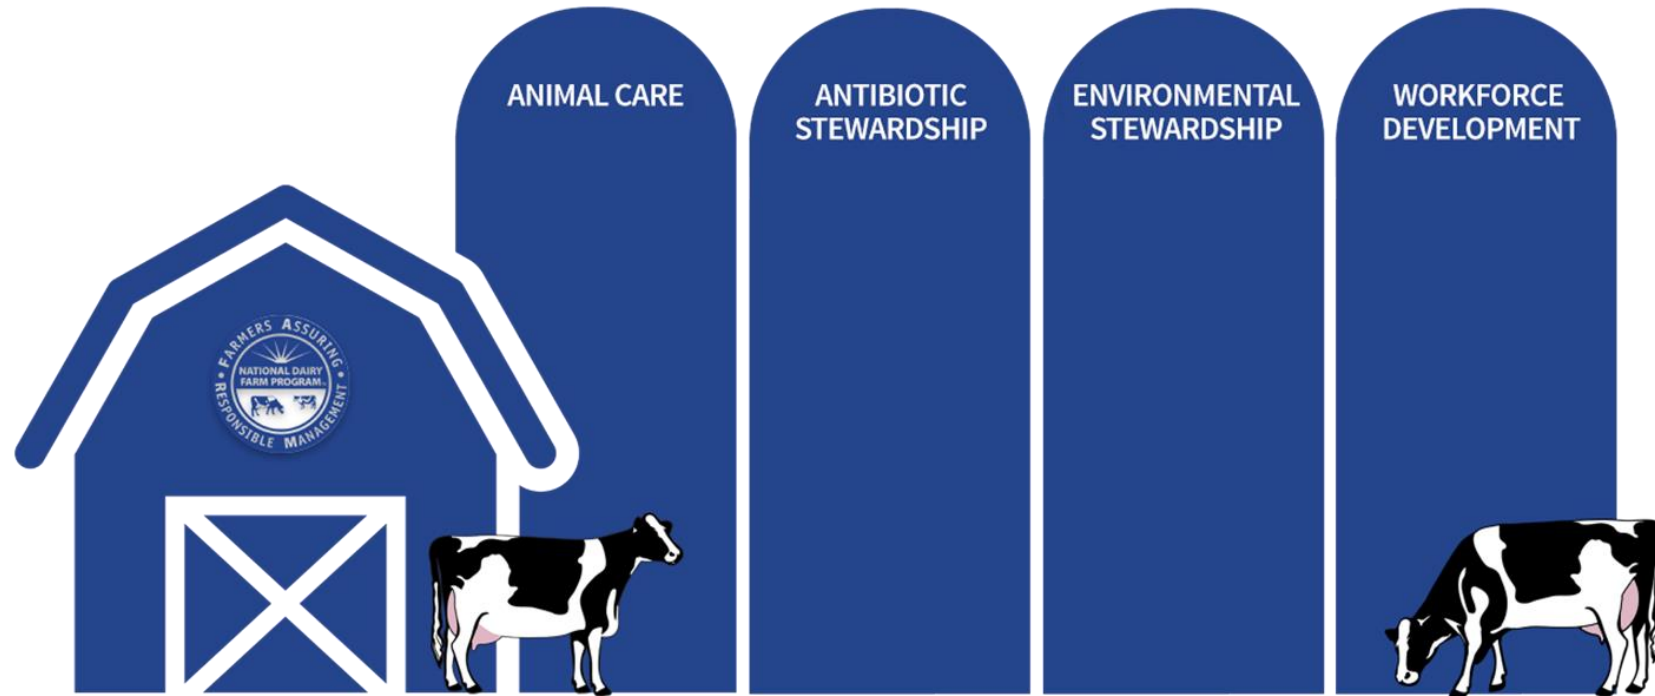 ANIMAL CARE
ANTIBIOTIC
STEWARDSHIP
ENVIRONMENTAL
STEWARDSHIP
WORKFORCE
DEVELOPMENT
• FARMERS ASSURING •
NATIONAL DAIRY
FARM PROGRAM
RESPONSIBLE MANAGEMENT